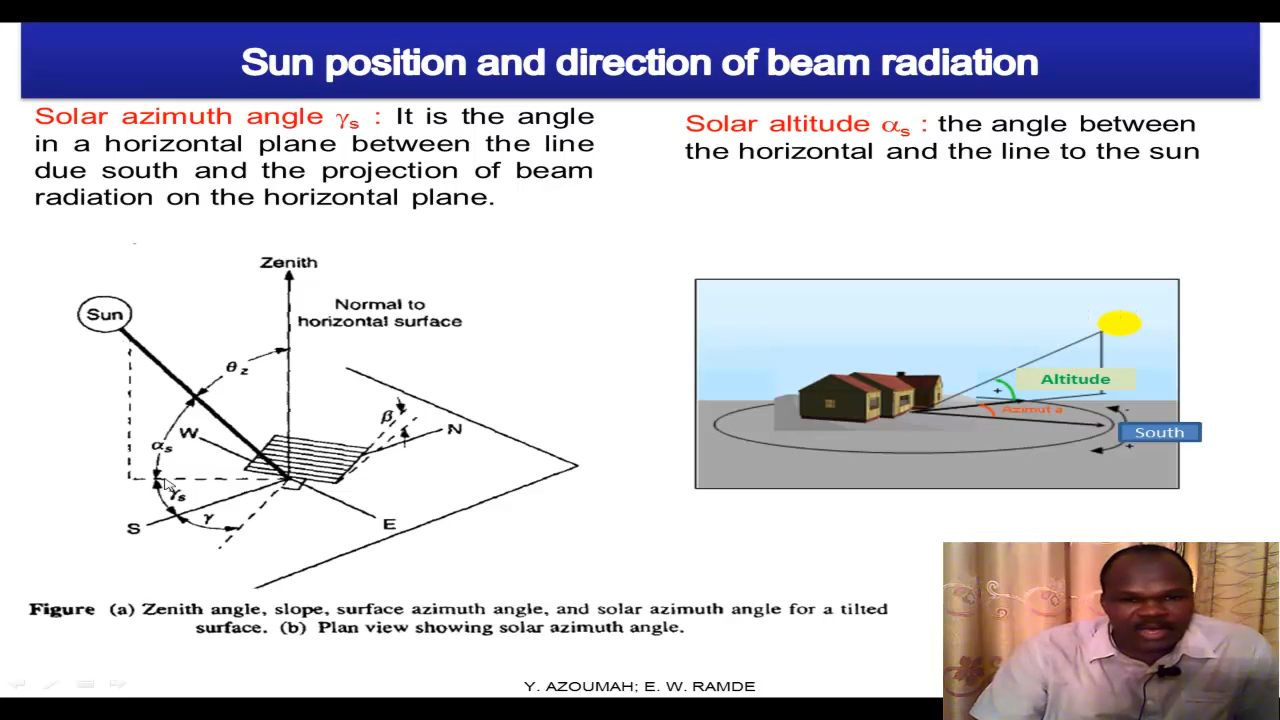 Sun position and direction of beam radiation
Solar azimuth angle γs : It is the angle
in a horizontal plane between the line
due south and the projection of beam
radiation on the horizontal plane.
Solar altitude αs : the angle between
the horizontal and the line to the sun
Zenith
Sun
Normal to
horizontal surface
θz
β
N
W
αs
γs
S
γ
E
Altitude
+
Azimut a
-
South
+
Figure (a) Zenith angle, slope, surface azimuth angle, and solar azimuth angle for a tilted
surface. (b) Plan view showing solar azimuth angle.
Y. AZOUMAH; E. W. RAMDE